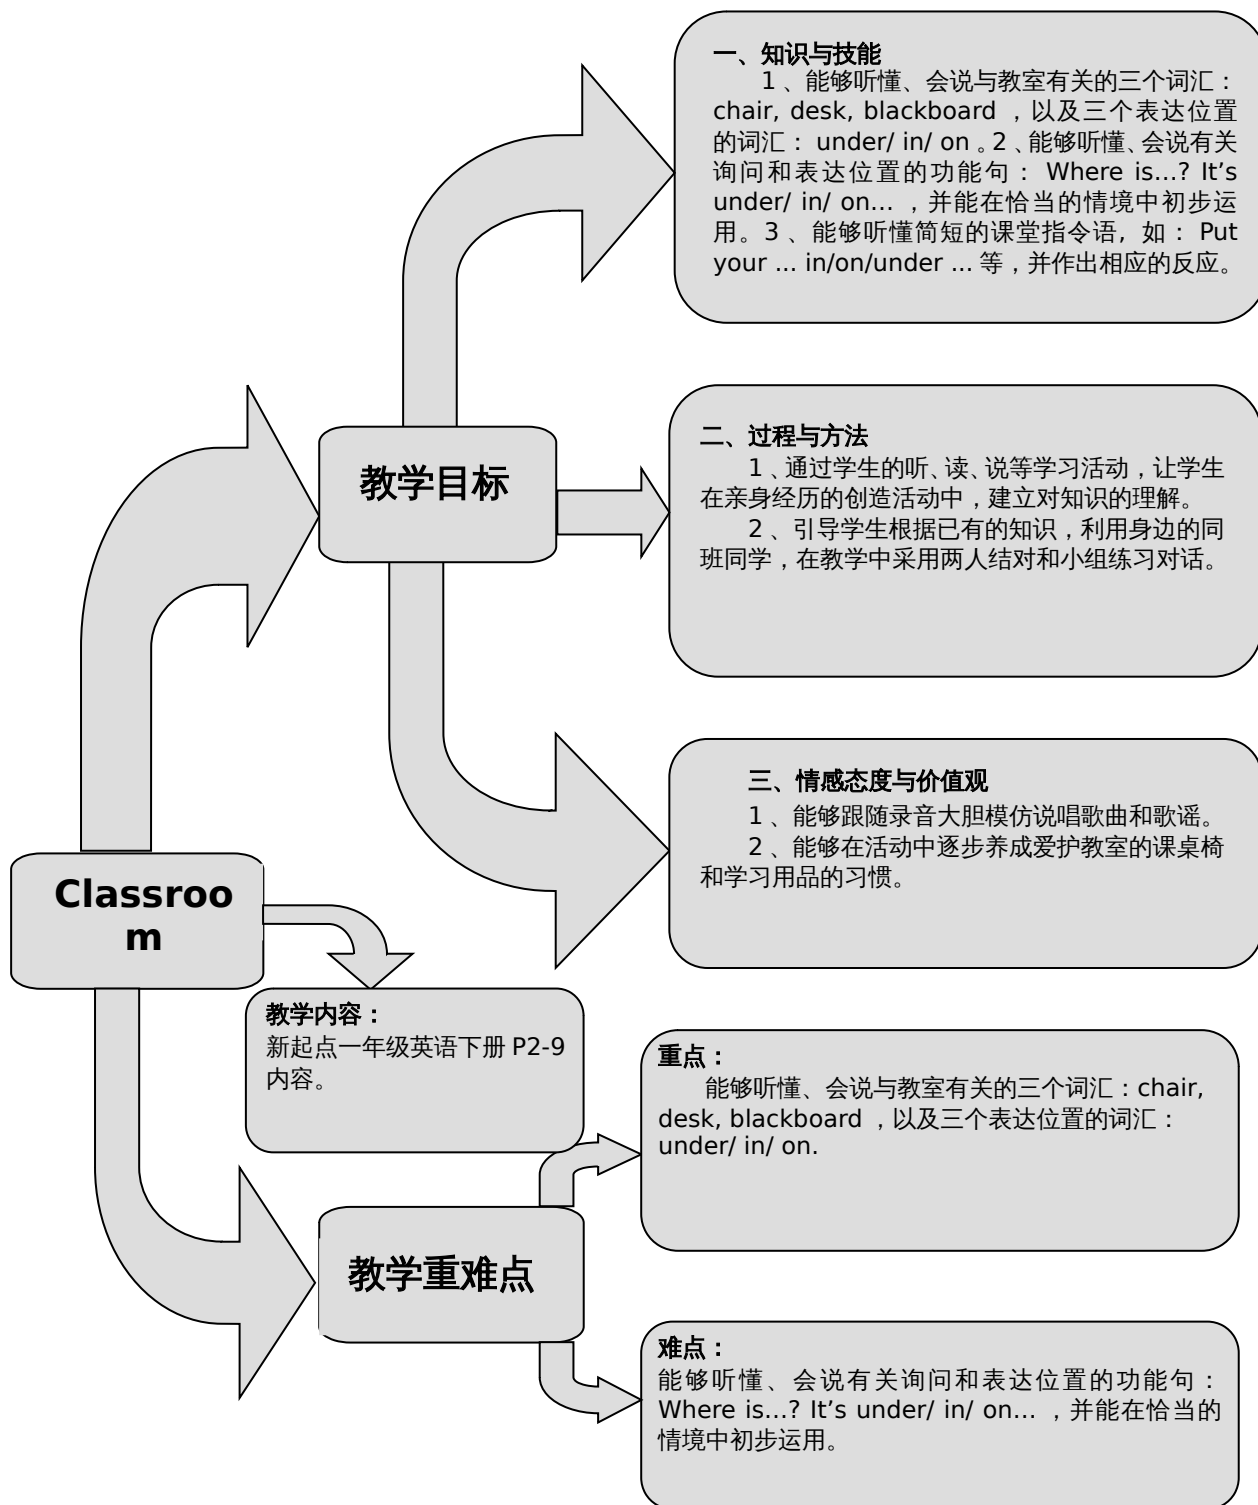 一、知识与技能
1、能够听懂、会说与教室有关的三个词汇：
chair, desk, blackboard ，以及三个表达位置
的词汇： under/ in/ on 。2 、能够听懂、会说有关
询问和表达位置的功能句： Where is…? It’s
under/ in/ on… ，并能在恰当的情境中初步运
用。3 、能够听懂简短的课堂指令语, 如： Put
your … in/on/under … 等，并作出相应的反应。
教学目标
二、过程与方法
1 、通过学生的听、读、说等学习活动，让学生
在亲身经历的创造活动中，建立对知识的理解。
2 、引导学生根据已有的知识，利用身边的同
班同学，在教学中采用两人结对和小组练习对话。
三、情感态度与价值观
1 、能够跟随录音大胆模仿说唱歌曲和歌谣。
2 、能够在活动中逐步养成爱护教室的课桌椅
和学习用品的习惯。
Classroo
m
教学内容：
新起点一年级英语下册 P2-9
内容。
重点：
能够听懂、会说与教室有关的三个词汇：chair,
desk, blackboard ，以及三个表达位置的词汇：
under/ in/ on.
教学重难点
难点：
能够听懂、会说有关询问和表达位置的功能句：
Where is…? It’s under/ in/ on… ，并能在恰当的
情境中初步运用。